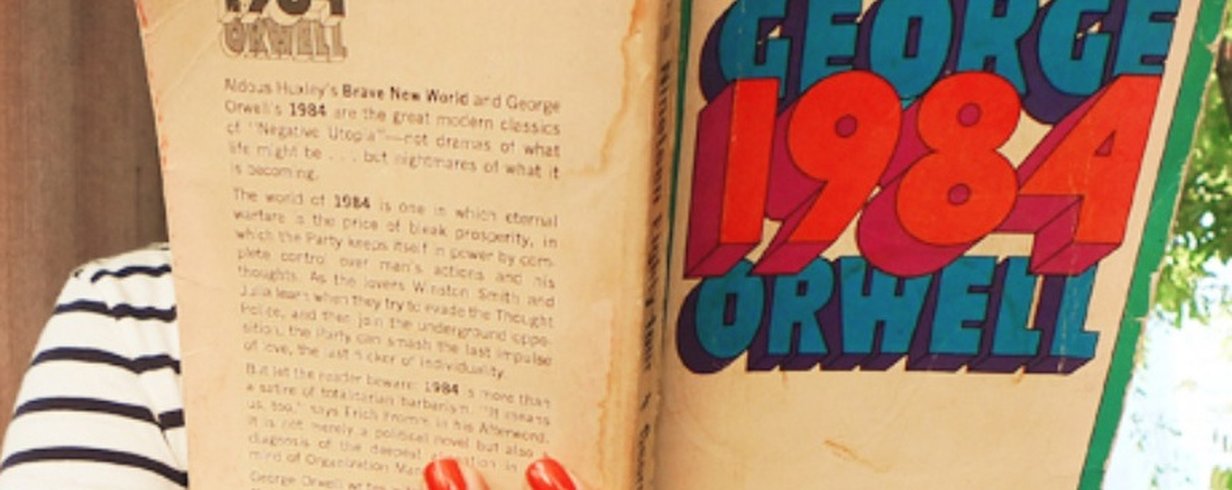 1984
ORWELL
Aldous Huxley's Brave New World and George
Orwell's 1984 are the great modern classics
of "Negative Utopia"—not dramas of what
life might be . . . but nightmares of what it
is becoming.
The world of 1984 is one in which eternal
warfare is the price of bleak prosperity, in
which the Party keeps itself in power by com-
plete control over man's actions and his
thoughts. As the lovers Winston Smith and
Julia learn when they try to evade the Thought
Police, and then join the underground oppo-
sition, the Party can smash the last impulse
of love, the last flicker of individuality.
But let the reader beware: 1984 is more than
a satire of totalitarian barbarism. "It means
us, too," says Erich Fromm in his Afterword.
It is not merely a political novel but also a
diagnosis of the deepest alienation in
mind of Organization Man
George Orwell
Nineteen Eighty-Four
GEORGE
1984
ORWELL